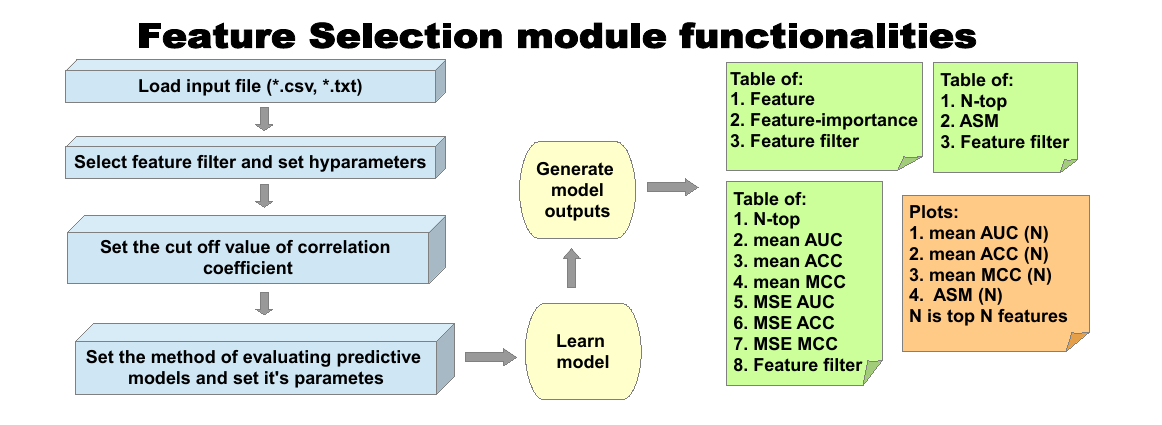 Feature Selection module functionalities
Load input file (*.csv, *.txt)
Select feature filter and set hyparameters
Set the cut off value of correlation
coefficient
Set the method of evaluating predictive
models and set it's parametes
Learn
model
Generate
model
outputs
Table of:
1. Feature
2. Feature-importance
3. Feature filter
Table of:
1. N-top
2. ASM
3. Feature filter
Table of:
1. N-top
2. mean AUC
3. mean ACC
4. mean MCC
5. MSE AUC
6. MSE ACC
7. MSE MCC
8. Feature filter
Plots:
1. mean AUC (N)
2. mean ACC (N)
3. mean MCC (N)
4. ASM (N)
N is top N features